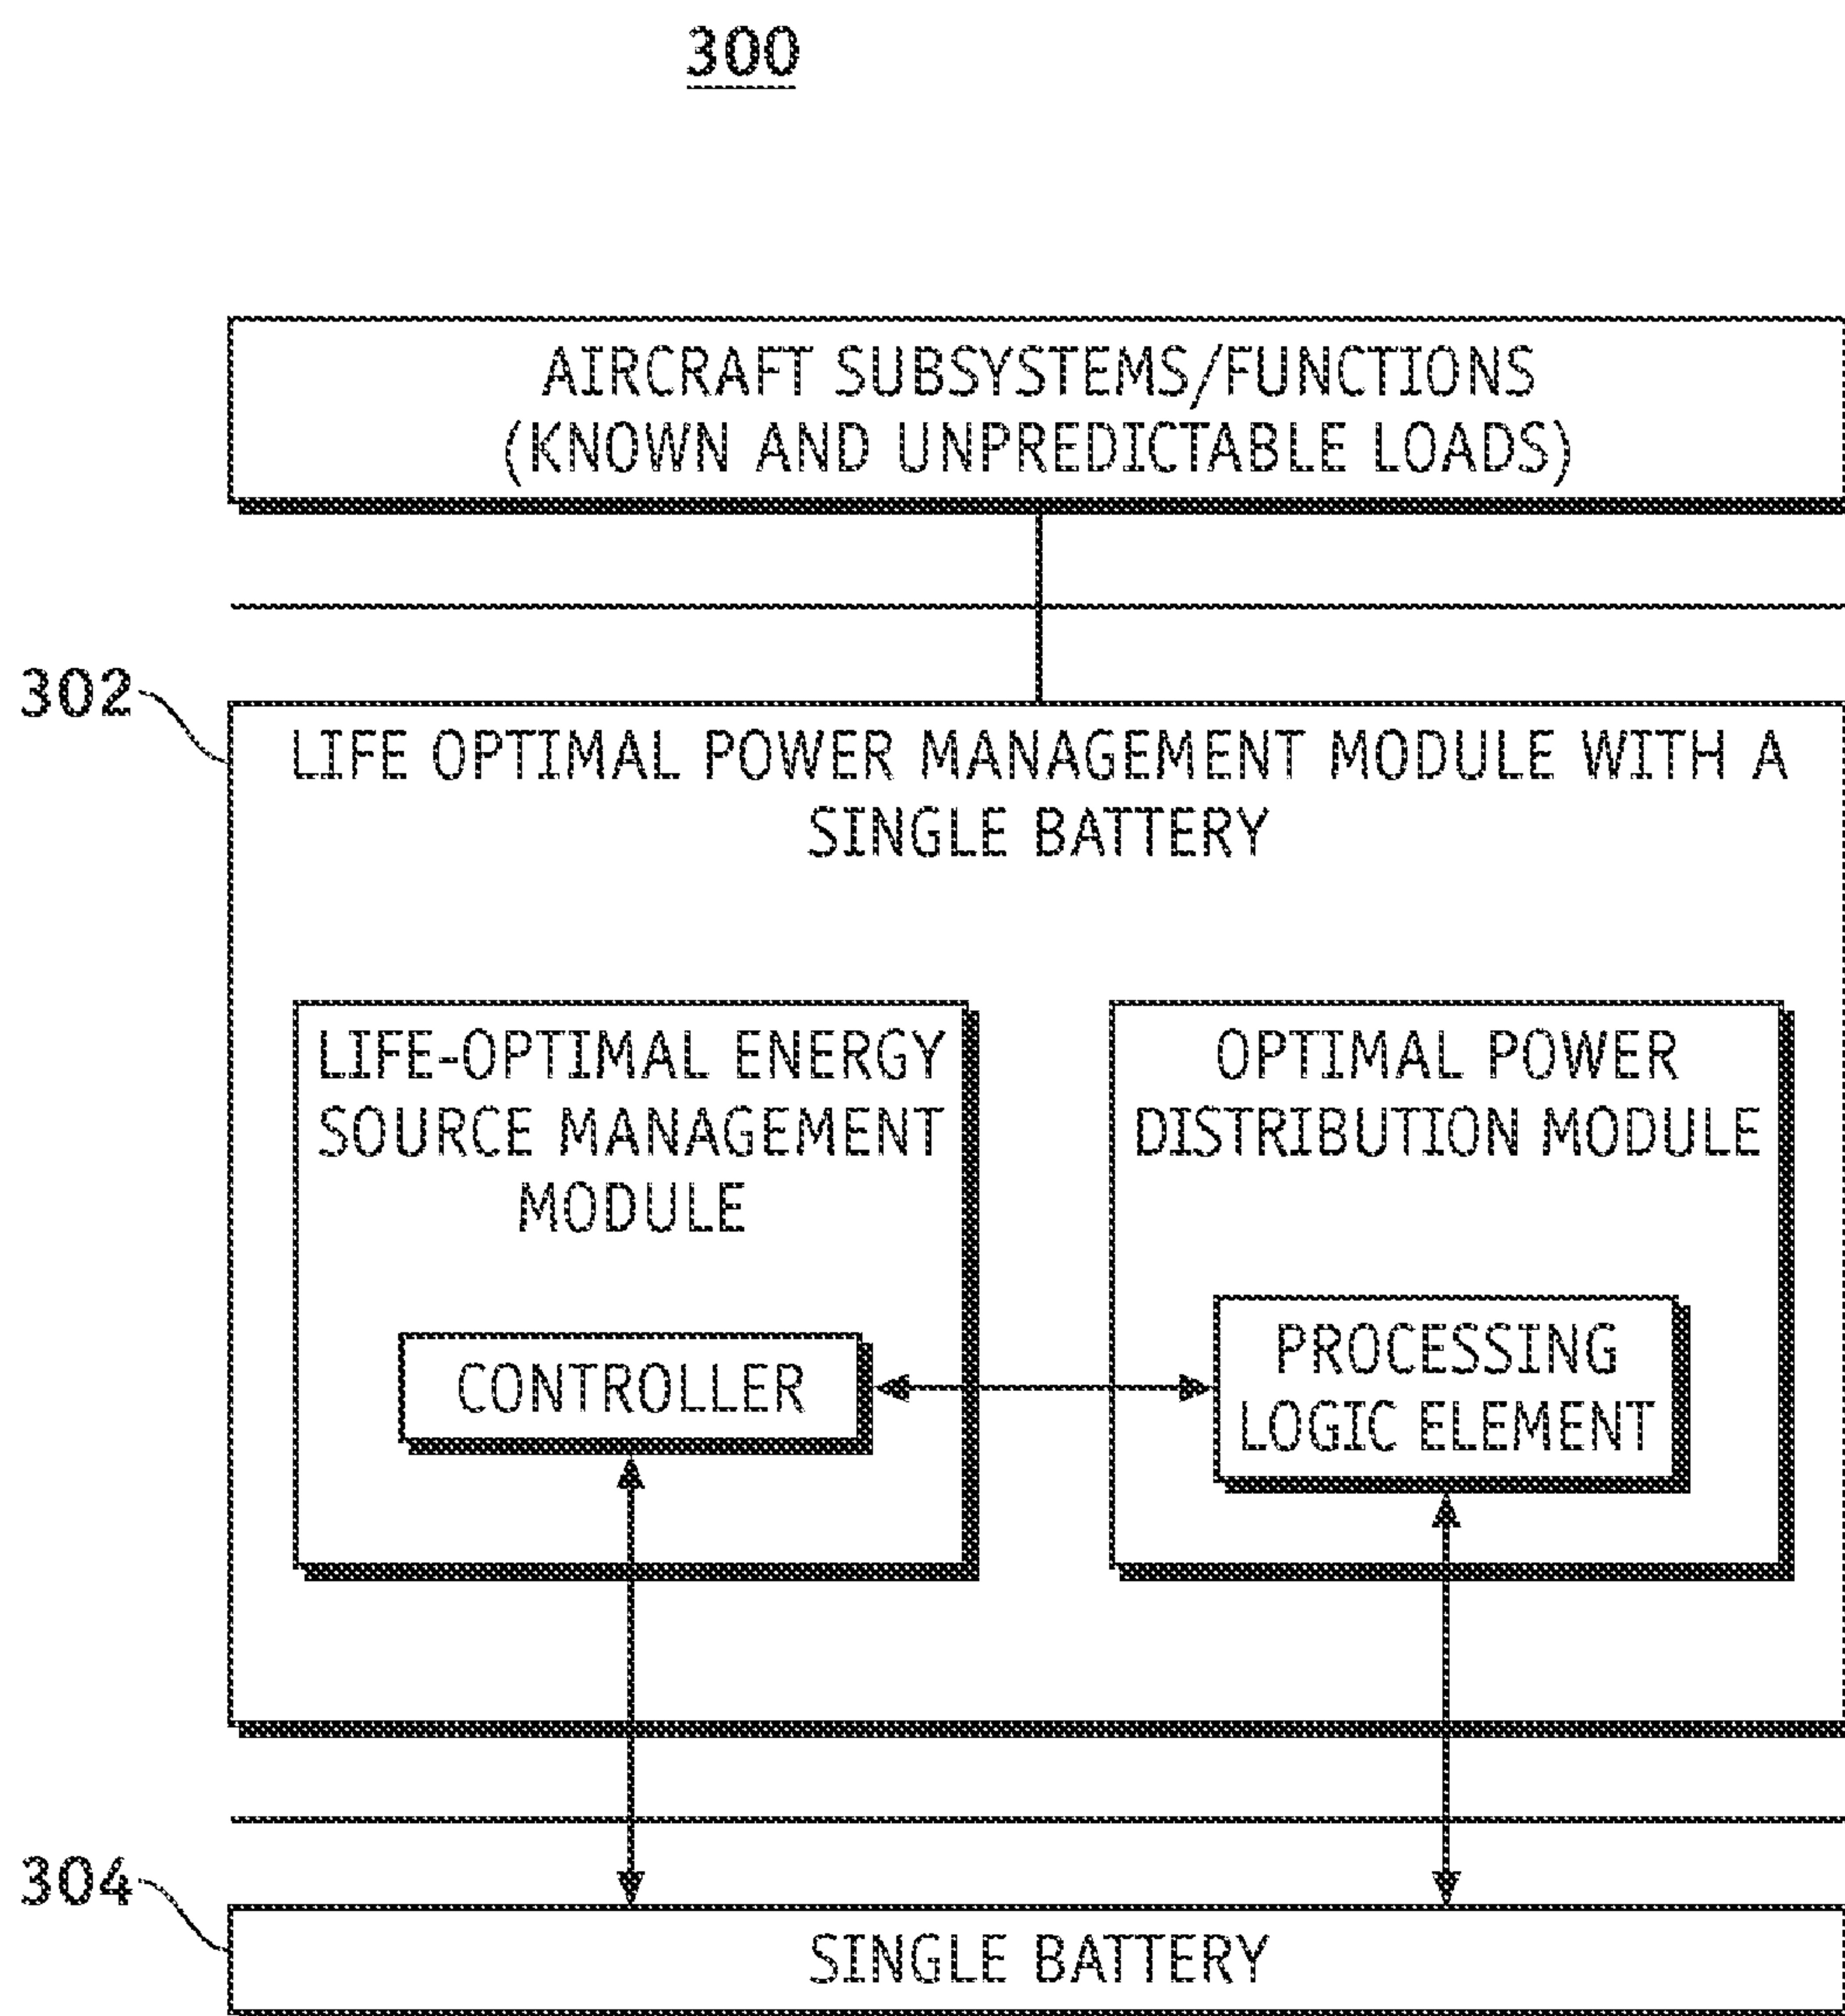 300
AIRCRAFT SUBSYSTEMS/FUNCTIONS
(KNOWN AND UNPREDICTABLE LOADS)
302
LIFE OPTIMAL POWER MANAGEMENT MODULE WITH A
SINGLE BATTERY
LIFE-OPTIMAL ENERGY
SOURCE MANAGEMENT
MODULE
CONTROLLER
OPTIMAL POWER
DISTRIBUTION MODULE
PROCESSING
LOGIC ELEMENT
304
SINGLE BATTERY